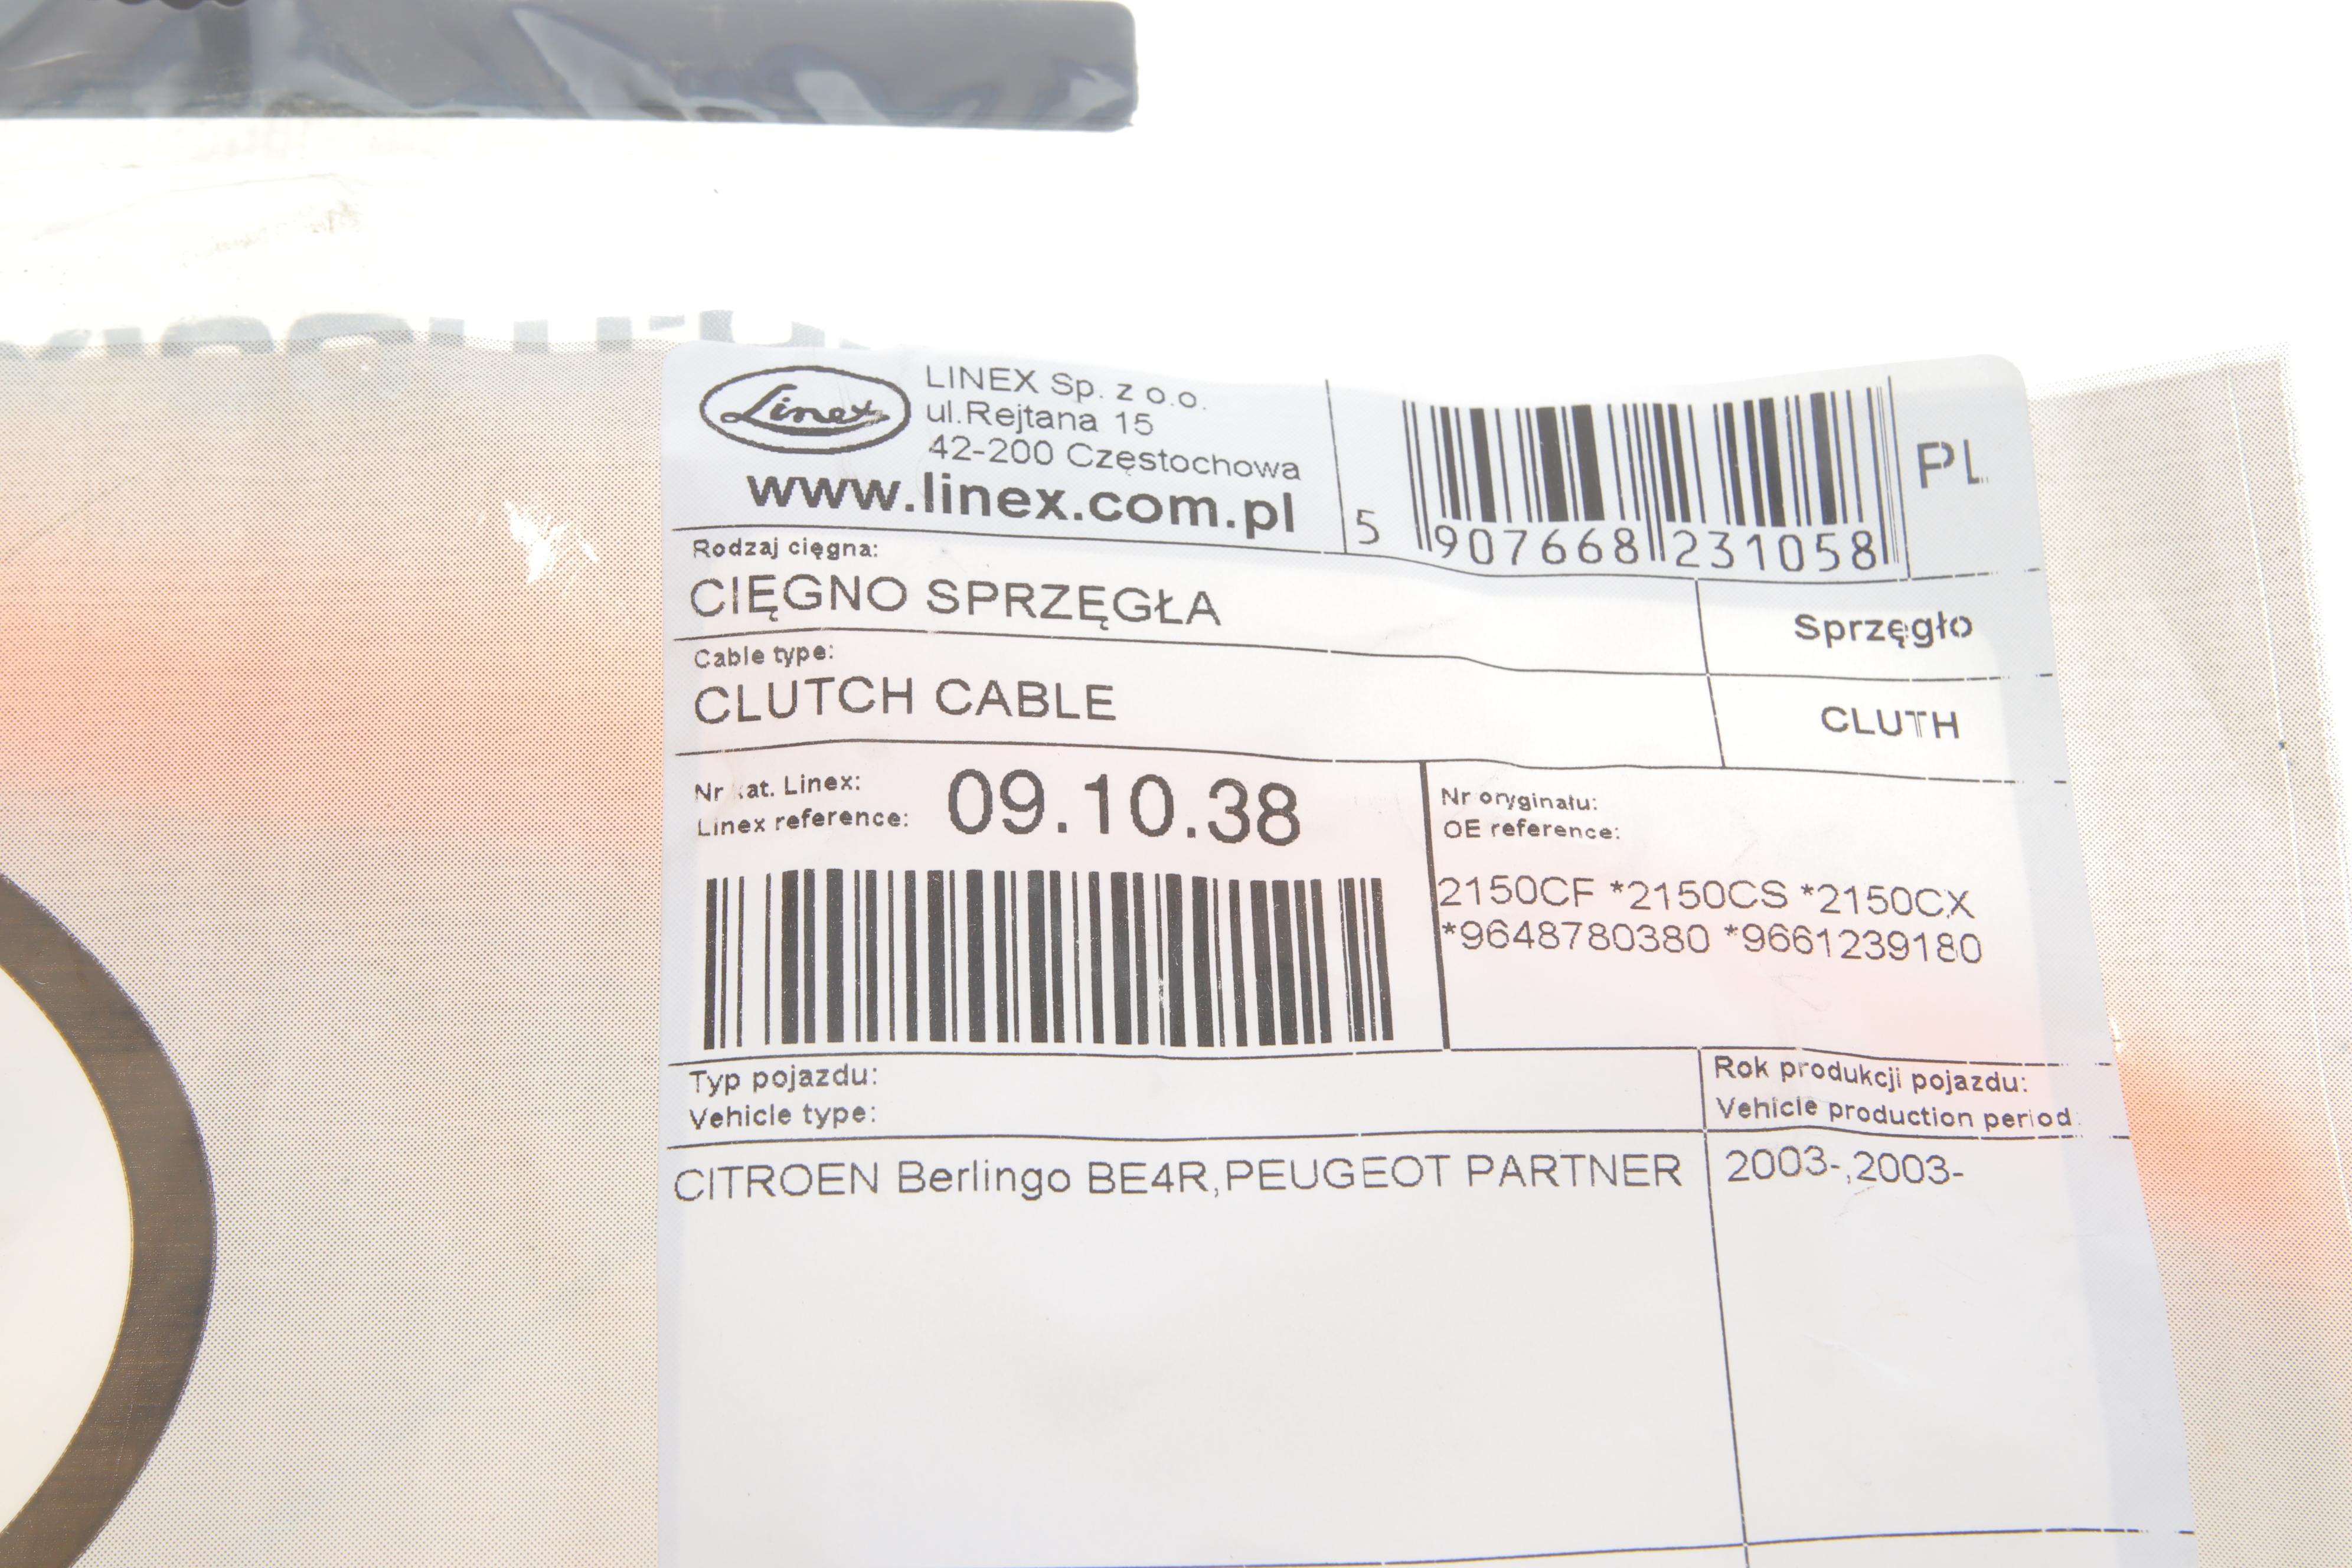 Linex
LINEX Sp. z o.o.
ul.Rejtana 15
42-200 Częstochowa
www.linex.com.pl
5 907668 231058
PL
Rodzaj cięgna:
CIĘGNO SPRZĘGŁA
Sprzęgło
Cable type:
CLUTCH CABLE
CLUTH
Nr kat. Linex:
Linex reference:
09.10.38
Nr oryginału:
OE reference:
2150CF *2150CS *2150CX
*9648780380 *9661239180
Typ pojazdu:
Vehicle type:
Rok produkcji pojazdu:
Vehicle production period:
CITROEN Berlingo BE4R,PEUGEOT PARTNER
2003-,2003-